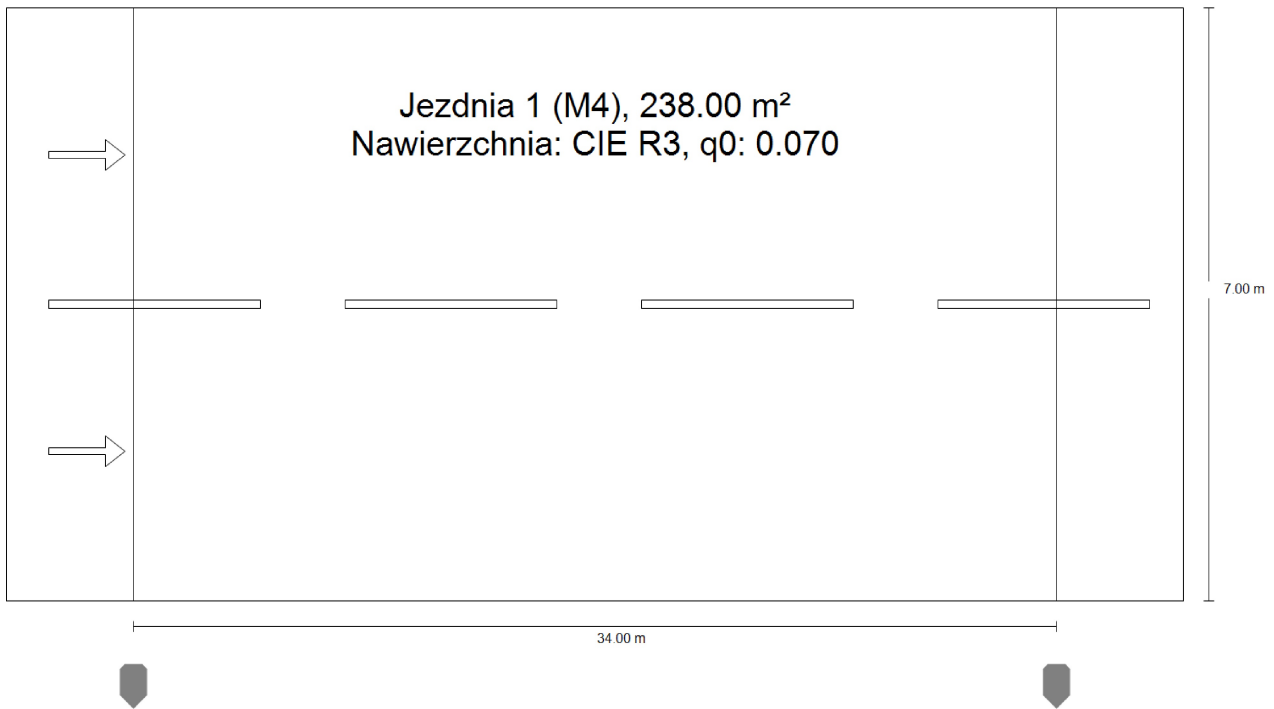 Jezdnia 1 (M4), 238.00 m²
Nawierzchnia: CIE R3, q0: 0.070
7.00 m
34.00 m